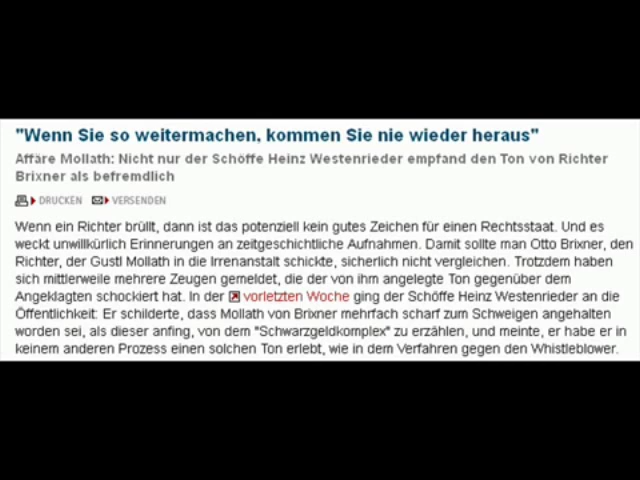 "Wenn Sie so weitermachen, kommen Sie nie wieder heraus"
Affäre Mollath: Nicht nur der Schöffe Heinz Westenrieder empfand den Ton von Richter
Brixner als befremdlich
DRUCKEN VERSENDEN
Wenn ein Richter brüllt, dann ist das potenziell kein gutes Zeichen für einen Rechtsstaat. Und es
weckt unwillkürlich Erinnerungen an zeitgeschichtliche Aufnahmen. Damit sollte man Otto Brixner, den
Richter, der Gustl Mollath in die Irrenanstalt schickte, sicherlich nicht vergleichen. Trotzdem haben
sich mittlerweile mehrere Zeugen gemeldet, die der von ihm angelegte Ton gegenüber dem
Angeklagten schockiert hat. In der vorletzten Woche ging der Schöffe Heinz Westenrieder an die
Öffentlichkeit: Er schilderte, dass Mollath von Brixner mehrfach scharf zum Schweigen angehalten
worden sei, als dieser anfing, von dem "Schwarzgeldkomplex" zu erzählen, und meinte, er habe er in
keinem anderen Prozess einen solchen Ton erlebt, wie in dem Verfahren gegen den Whistleblower.